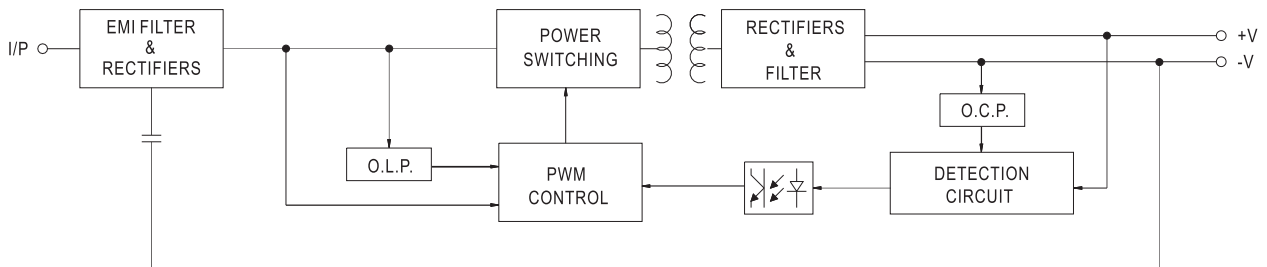 I/P
EMI FILTER
&
RECTIFIERS
POWER
SWITCHING
RECTIFIERS
&
FILTER
+V
-V
O.C.P.
O.L.P.
PWM
CONTROL
DETECTION
CIRCUIT